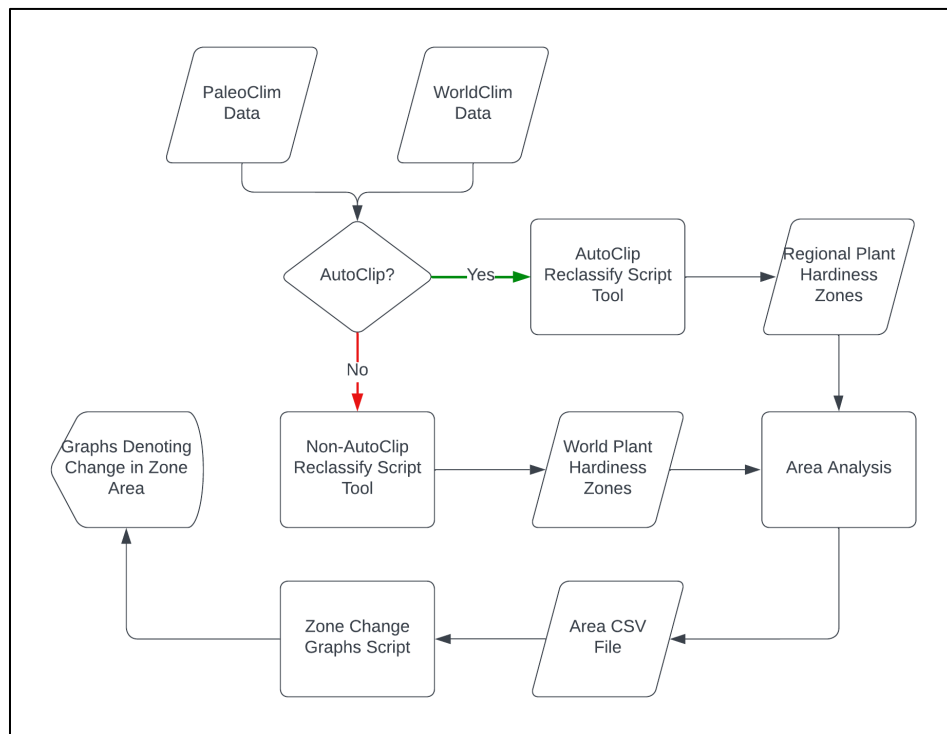 PaleoClim
Data
WorldClim
Data
AutoClip?
Yes
AutoClip
Reclassify Script
Tool
Regional Plant
Hardiness
Zones
No
Graphs Denoting
Change in Zone
Area
Non-AutoClip
Reclassify Script
Tool
World Plant
Hardiness
Zones
Area Analysis
Zone Change
Graphs Script
Area CSV
File